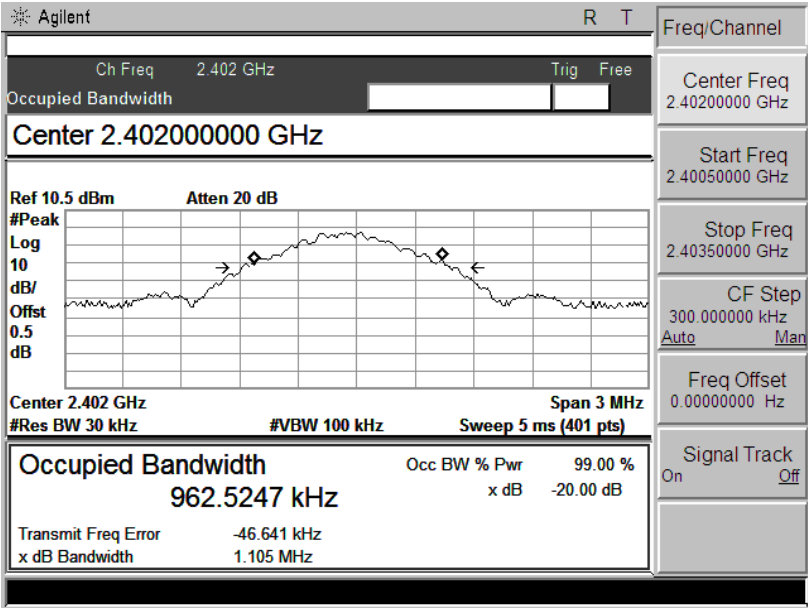 Agilent R T
Freq/Channel
Ch Freq 2.402 GHz Trig Free
Occupied Bandwidth
Center 2.402000000 GHz
Center Freq
2.40200000 GHz
Start Freq
2.40050000 GHz
Stop Freq
2.40350000 GHz
CF Step
300.000000 kHz
Auto Man
Freq Offset
0.00000000 Hz
Signal Track
On Off
Ref 10.5 dBm Atten 20 dB
#Peak
Log
10
dB/
Offst
0.5
dB
Center 2.402 GHz Span 3 MHz
#Res BW 30 kHz #VBW 100 kHz Sweep 5 ms (401 pts)
Occupied Bandwidth
962.5247 kHz
Occ BW % Pwr 99.00 %
x dB -20.00 dB
Transmit Freq Error -46.641 kHz
x dB Bandwidth 1.105 MHz